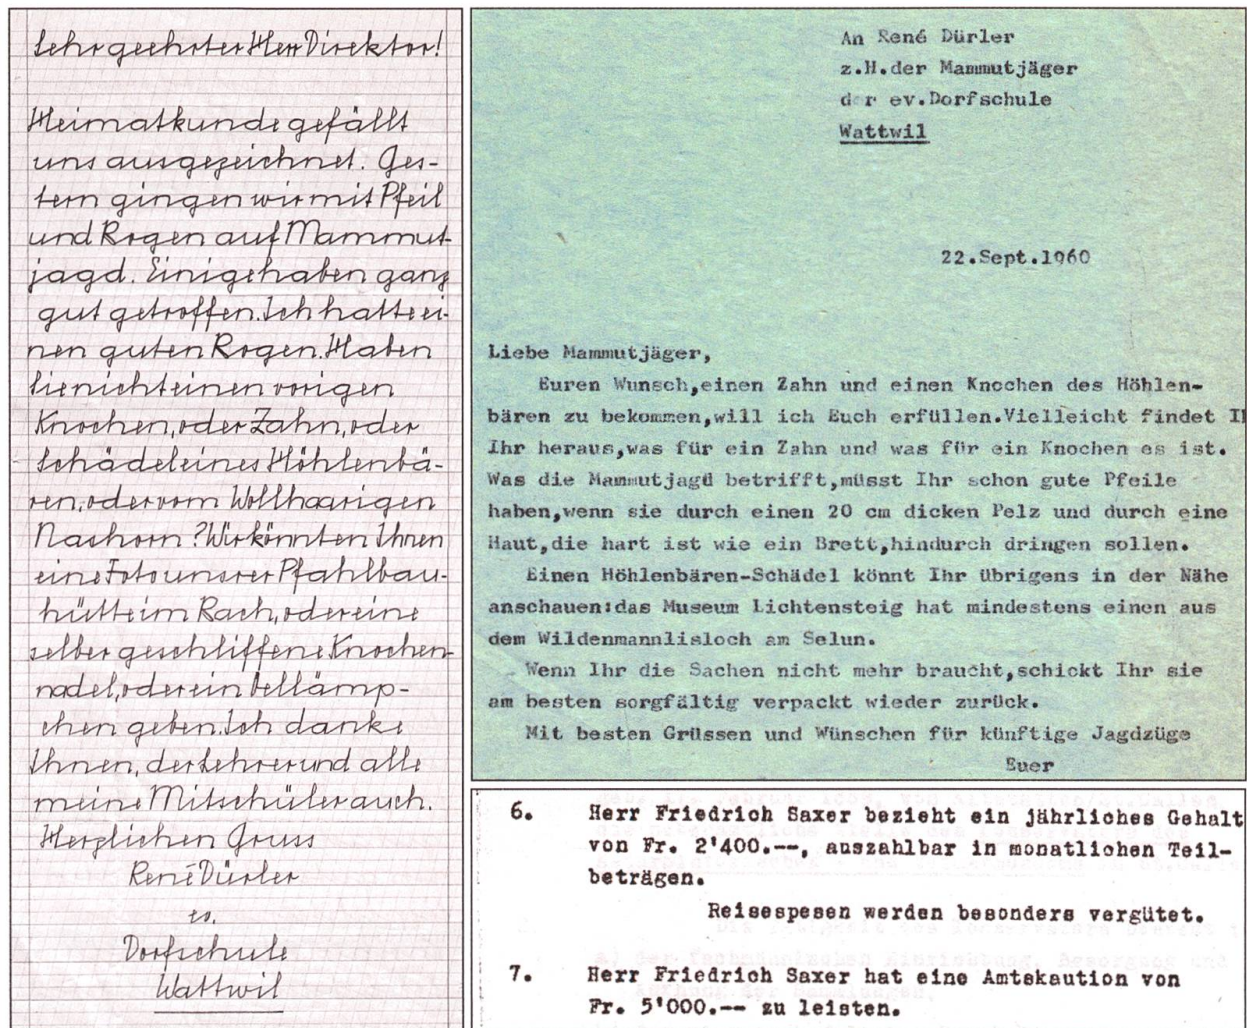 Sehr geehrter Herr Direktor!
Heimatkunde gefällt
uns ausgezeichnet. Ges-
tern gingen wir mit Pfeil
und Bogen auf Mammut-
jagd. Einige haben ganz
gut getroffen. Ich hatte ei-
nen guten Bogen. Haben
Sie nicht einen vorigen
Knochen, oder Zahn, oder
Schädel eines Höhlenbä-
ren, oder vom Wollhaarigen
Nashorn? Wir könnten Ihnen
eine Foto unsrer Pfahlbau-
hütte im Bach, oder eine
selber geschliffene Knochen-
nadel, oder ein Öellämp-
chen geben. Ich danke
Ihnen, der Lehrer und alle
meine Mitschüler auch.
Herzlichen Gruss
René Dürler
ev.
Dorfschule
Wattwil
An René Dürler
z.H.der Mammutjäger
der ev.Dorfschule
Wattwil
22.Sept.1960
Liebe Mammutjäger,
Euren Wunsch,einen Zahn und einen Knochen des Höhlen-
bären zu bekommen,will ich Euch erfüllen.Vielleicht findet I
Ihr heraus,was für ein Zahn und was für ein Knochen es ist.
Was die Mammutjagd betrifft,müsst Ihr schon gute Pfeile
haben,wenn sie durch einen 20 cm dicken Pelz und durch eine
Haut,die hart ist wie ein Brett,hindurch dringen sollen.
Einen Höhlenbären-Schädel könnt Ihr übrigens in der Nähe
anschauen:das Museum Lichtensteig hat mindestens einen aus
dem Wildenmannlisloch am Selun.
Wenn Ihr die Sachen nicht mehr braucht,schickt Ihr sie
am besten sorgfältig verpackt wieder zurück.
Mit besten Grüssen und Wünschen für künftige Jagdzüge
Euer
6. Herr Friedrich Saxer bezieht ein jährliches Gehalt
von Fr. 2'400.--, auszahlbar in monatlichen Teil-
beträgen.
Reisespesen werden besonders vergütet.
7. Herr Friedrich Saxer hat eine Amtskaution von
Fr. 5'000.-- zu leisten.